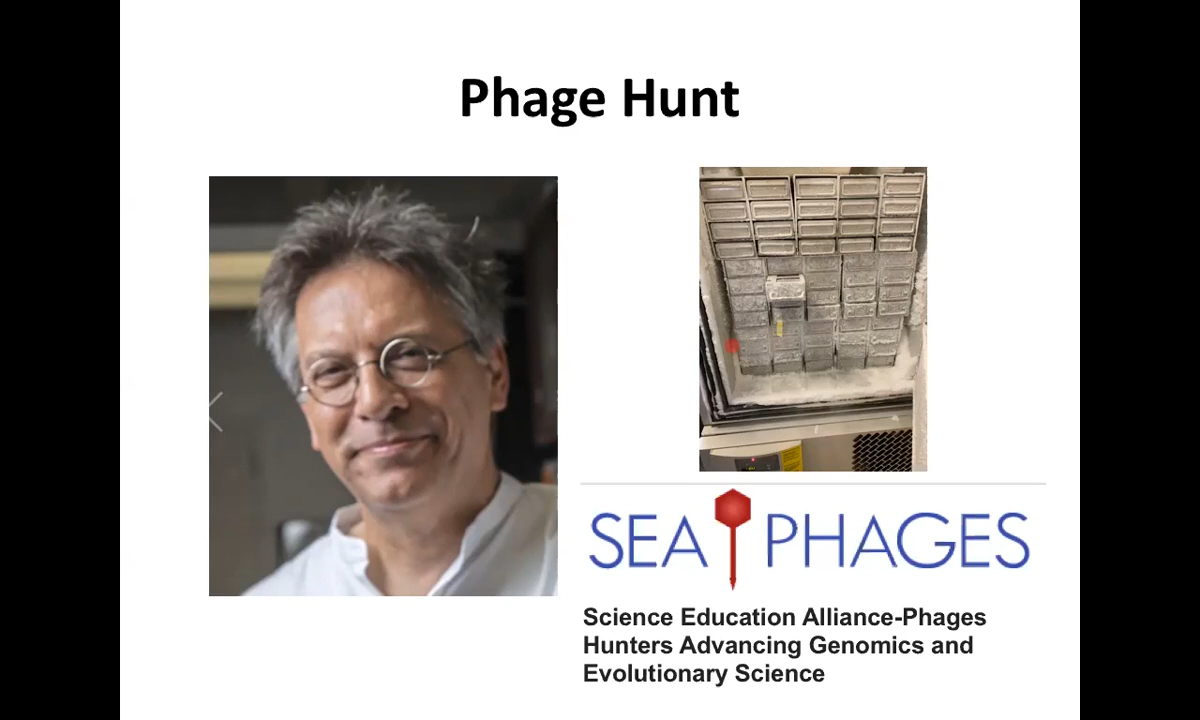 Phage Hunt
SEA PHAGES
Science Education Alliance-Phages
Hunters Advancing Genomics and
Evolutionary Science